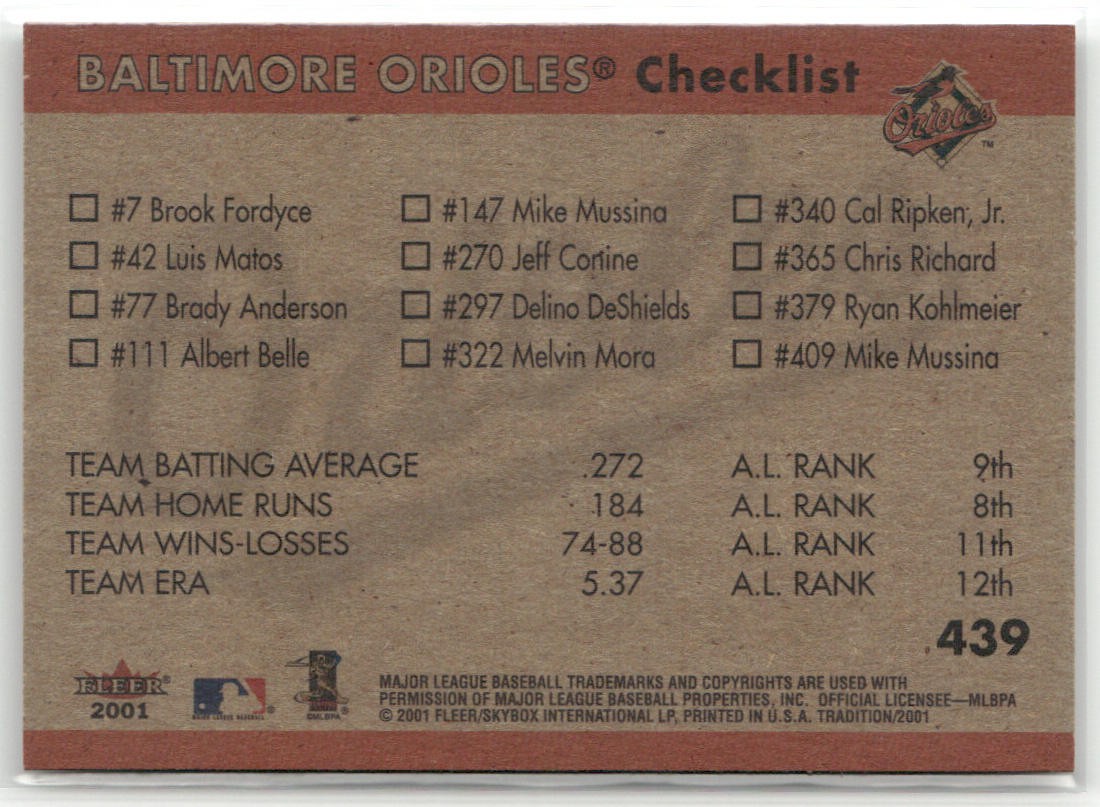 BALTIMORE ORIOLES® Checklist
Orioles
TM
#7 Brook Fordyce
#42 Luis Matos
#77 Brady Anderson
#111 Albert Belle
#147 Mike Mussina
#270 Jeff Conine
#297 Delino DeShields
#322 Melvin Mora
#340 Cal Ripken, Jr.
#365 Chris Richard
#379 Ryan Kohlmeier
#409 Mike Mussina
TEAM BATTING AVERAGE .272 A.L. RANK 9th
TEAM HOME RUNS 184 A.L. RANK 8th
TEAM WINS-LOSSES 74-88 A.L. RANK 11th
TEAM ERA 5.37 A.L. RANK 12th
439
FLEER®
2001
MAJOR LEAGUE BASEBALL®
©MLBPA
MAJOR LEAGUE BASEBALL TRADEMARKS AND COPYRIGHTS ARE USED WITH
PERMISSION OF MAJOR LEAGUE BASEBALL PROPERTIES, INC. OFFICIAL LICENSEE—MLBPA
© 2001 FLEER/SKYBOX INTERNATIONAL LP, PRINTED IN U.S.A. TRADITION/2001